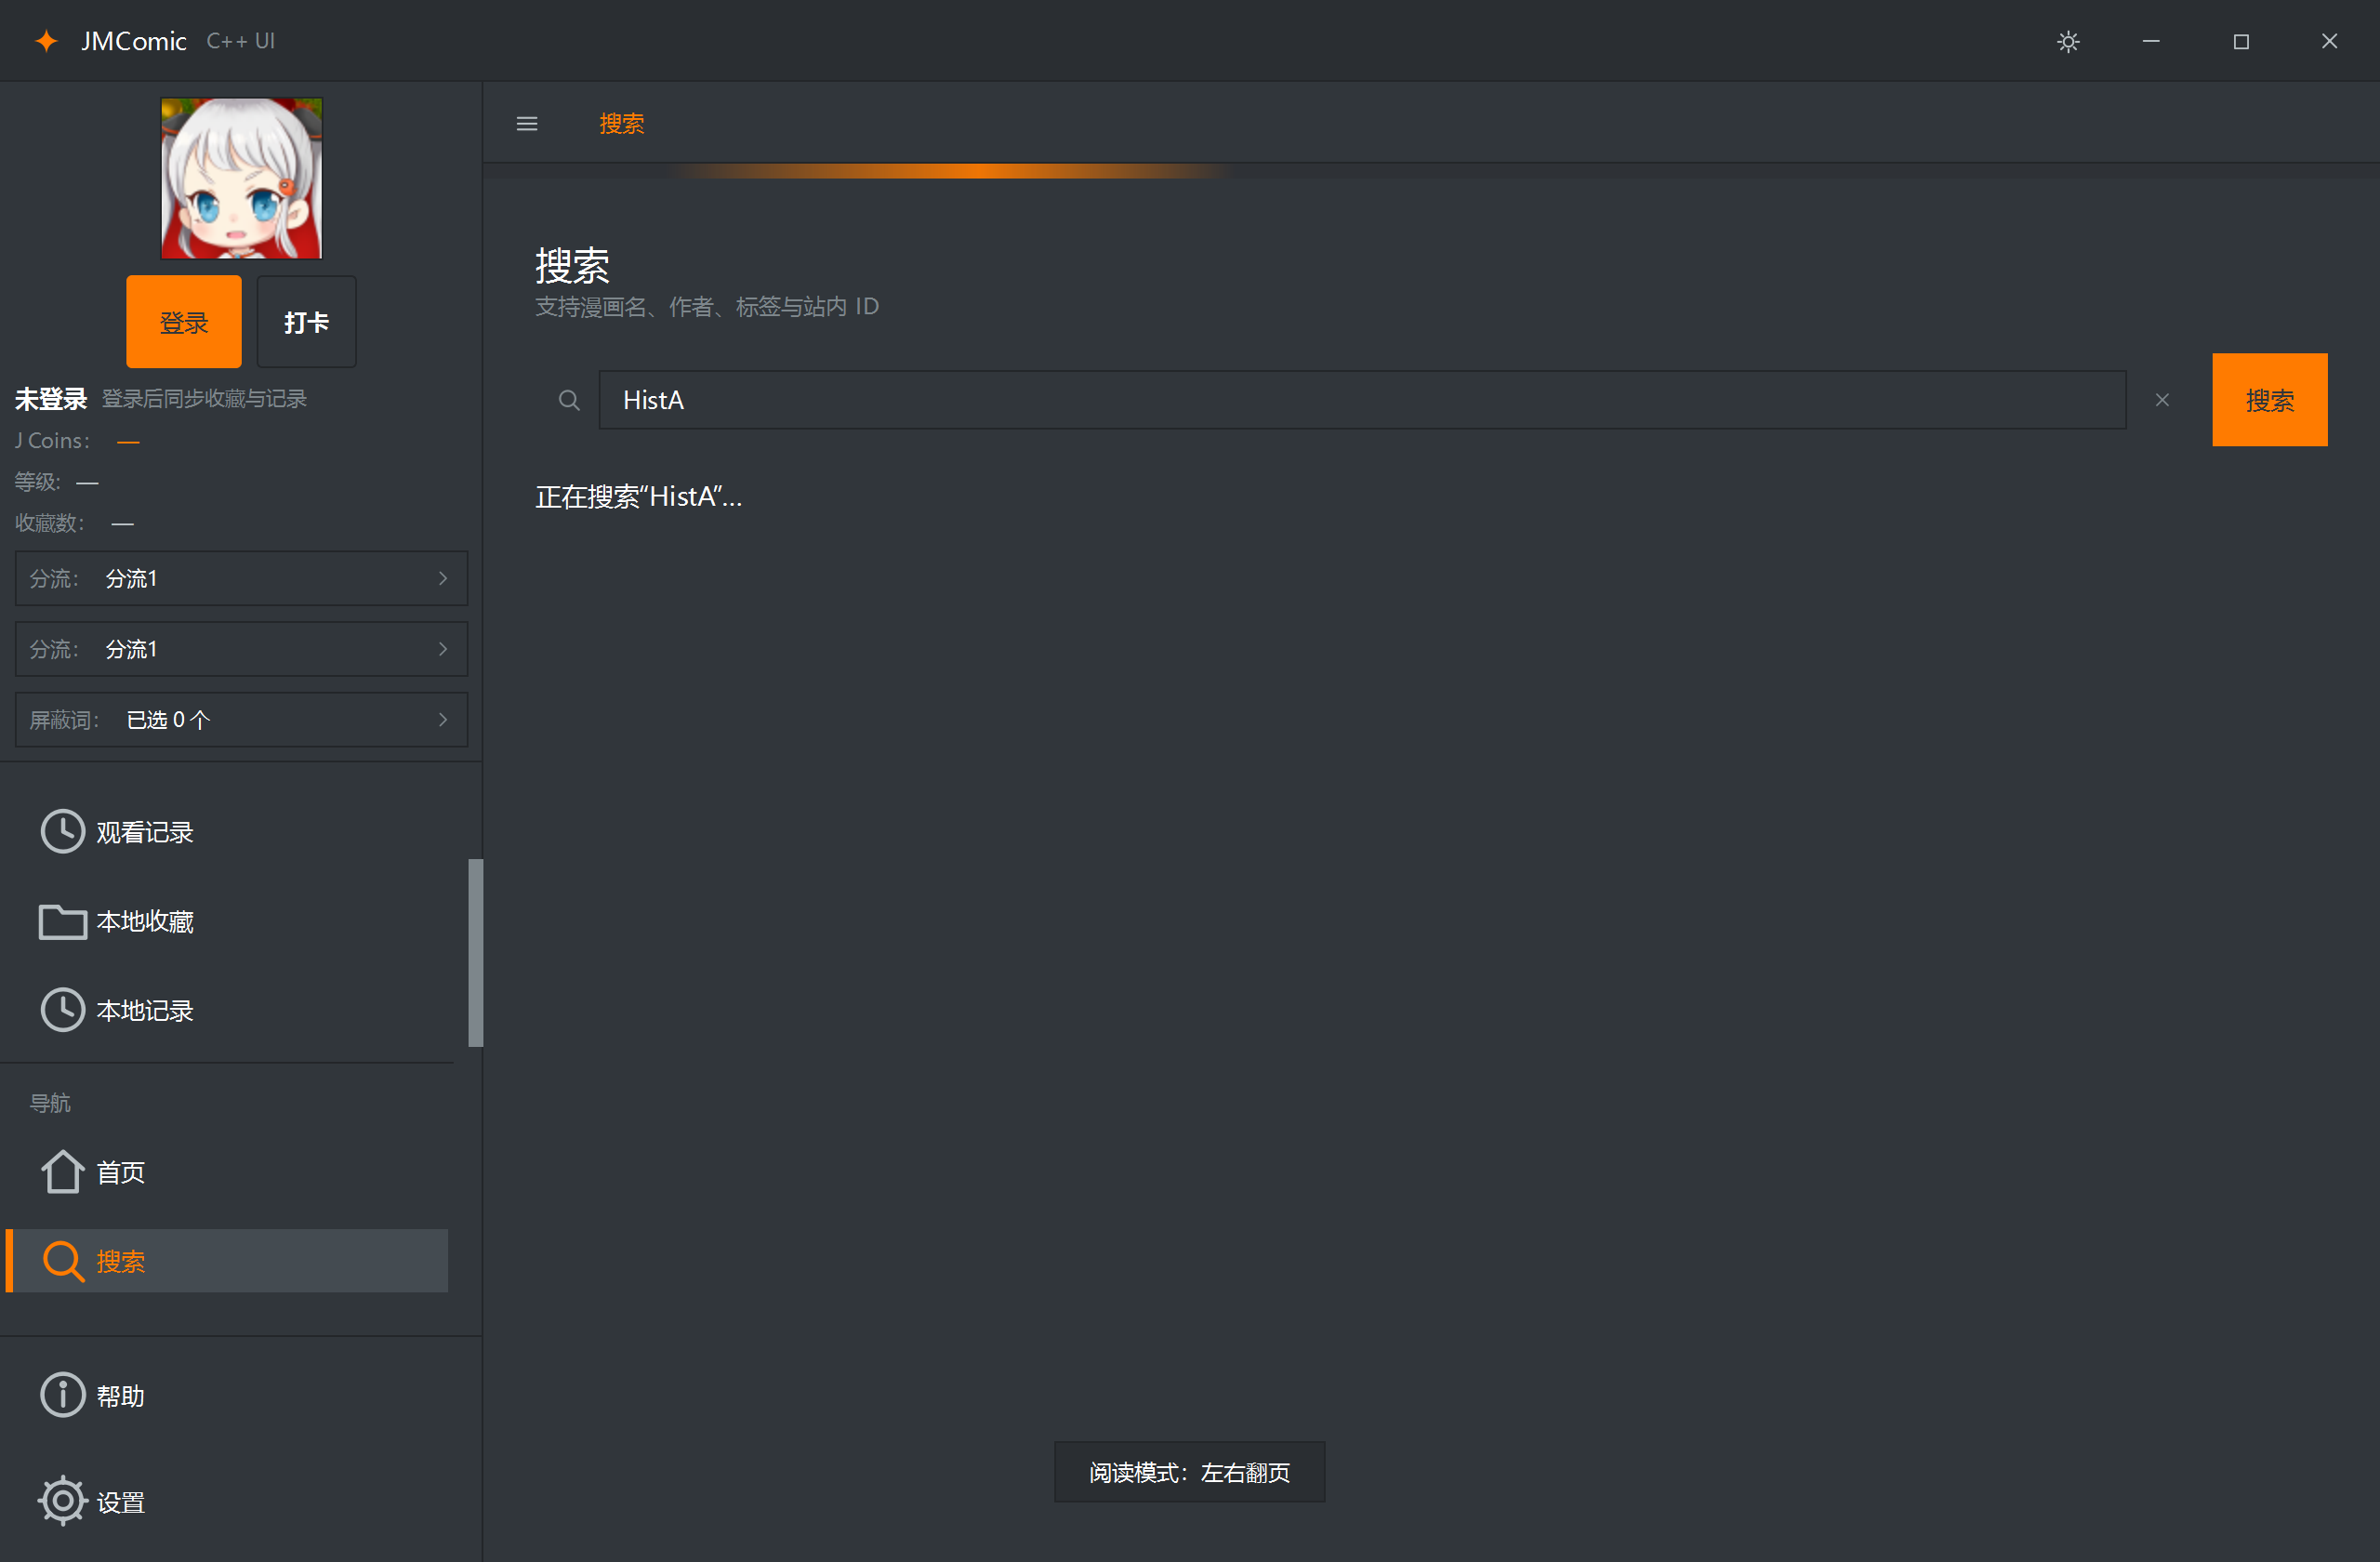 JMComic C++ UI
登录 打卡
未登录 登录后同步收藏与记录
J Coins： —
等级: —
收藏数： —
分流： 分流1
分流： 分流1
屏蔽词： 已选 0 个
观看记录
本地收藏
本地记录
导航
首页
搜索
帮助
设置
搜索
搜索
支持漫画名、作者、标签与站内 ID
HistA
搜索
正在搜索“HistA”...
阅读模式：左右翻页